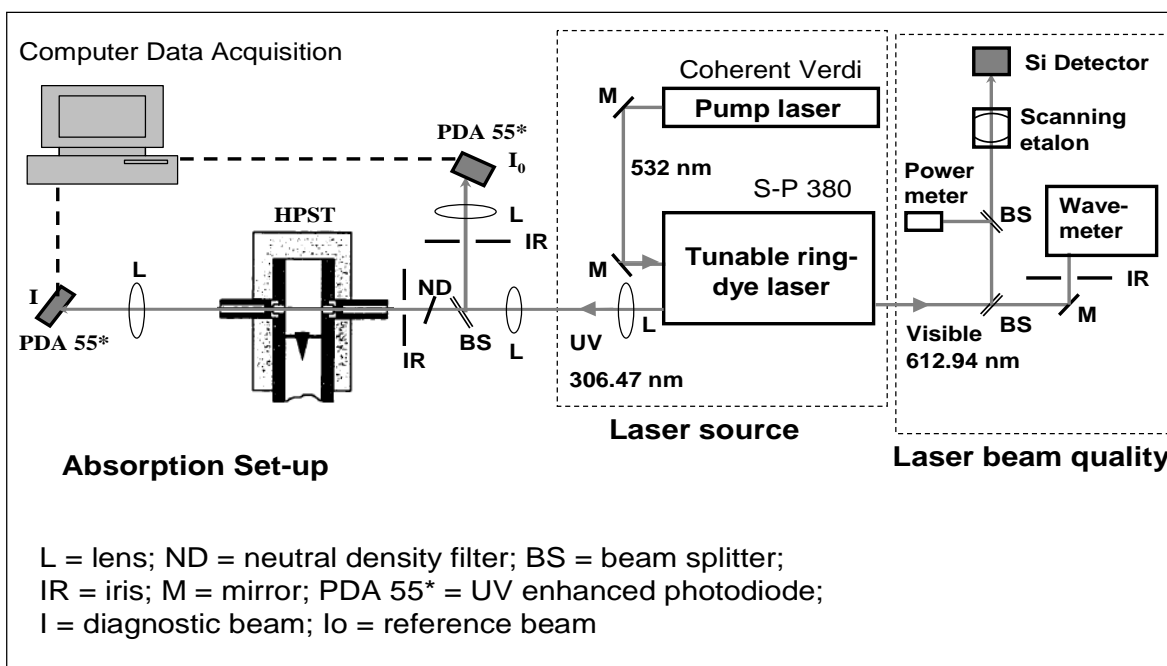 Computer Data Acquisition
PDA 55*
I₀
L
IR
HPST
I
L
PDA 55*
IR
ND
BS
L
UV
306.47 nm
L
Coherent Verdi
Pump laser
M
532 nm
S-P 380
M
Tunable ring-
dye laser
Laser source
Si Detector
Scanning
etalon
Power
meter
BS
Wave-
meter
IR
M
BS
Visible
612.94 nm
Laser beam quality
Absorption Set-up
L = lens; ND = neutral density filter; BS = beam splitter;
IR = iris; M = mirror; PDA 55* = UV enhanced photodiode;
I = diagnostic beam; Io = reference beam